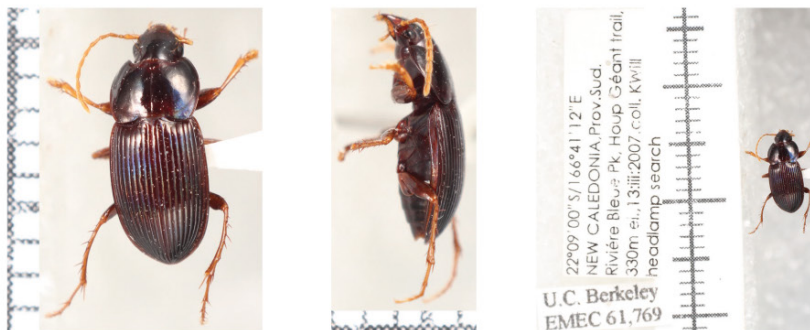 22°09'00"S/166°41'12"E
NEW CALEDONIA,Prov.Sud.
Rivière Bleue Pk, Houp Géant trail,
330m el.,13:iii:2007.coll. KWill
headlamp search
U.C. Berkeley
EMEC 61,769